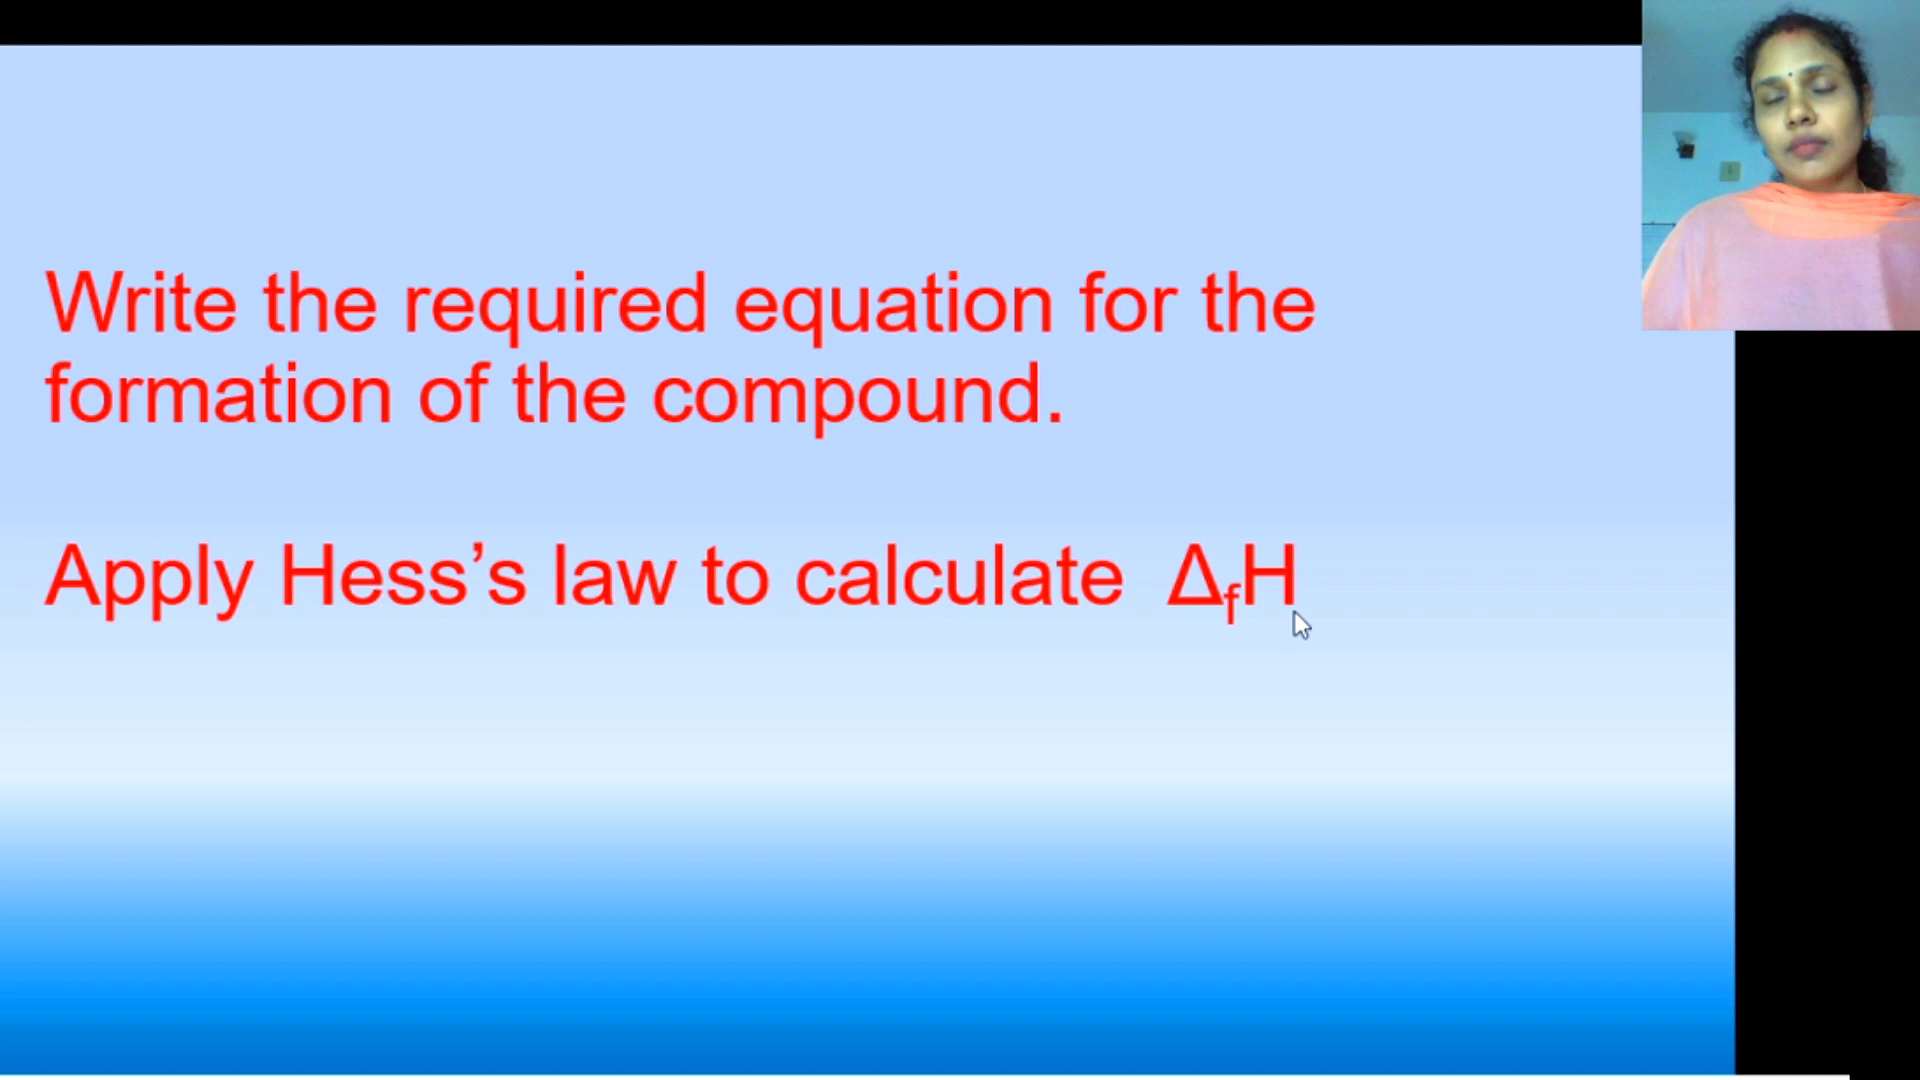 Write the required equation for the
formation of the compound.
Apply Hess’s law to calculate ΔfH